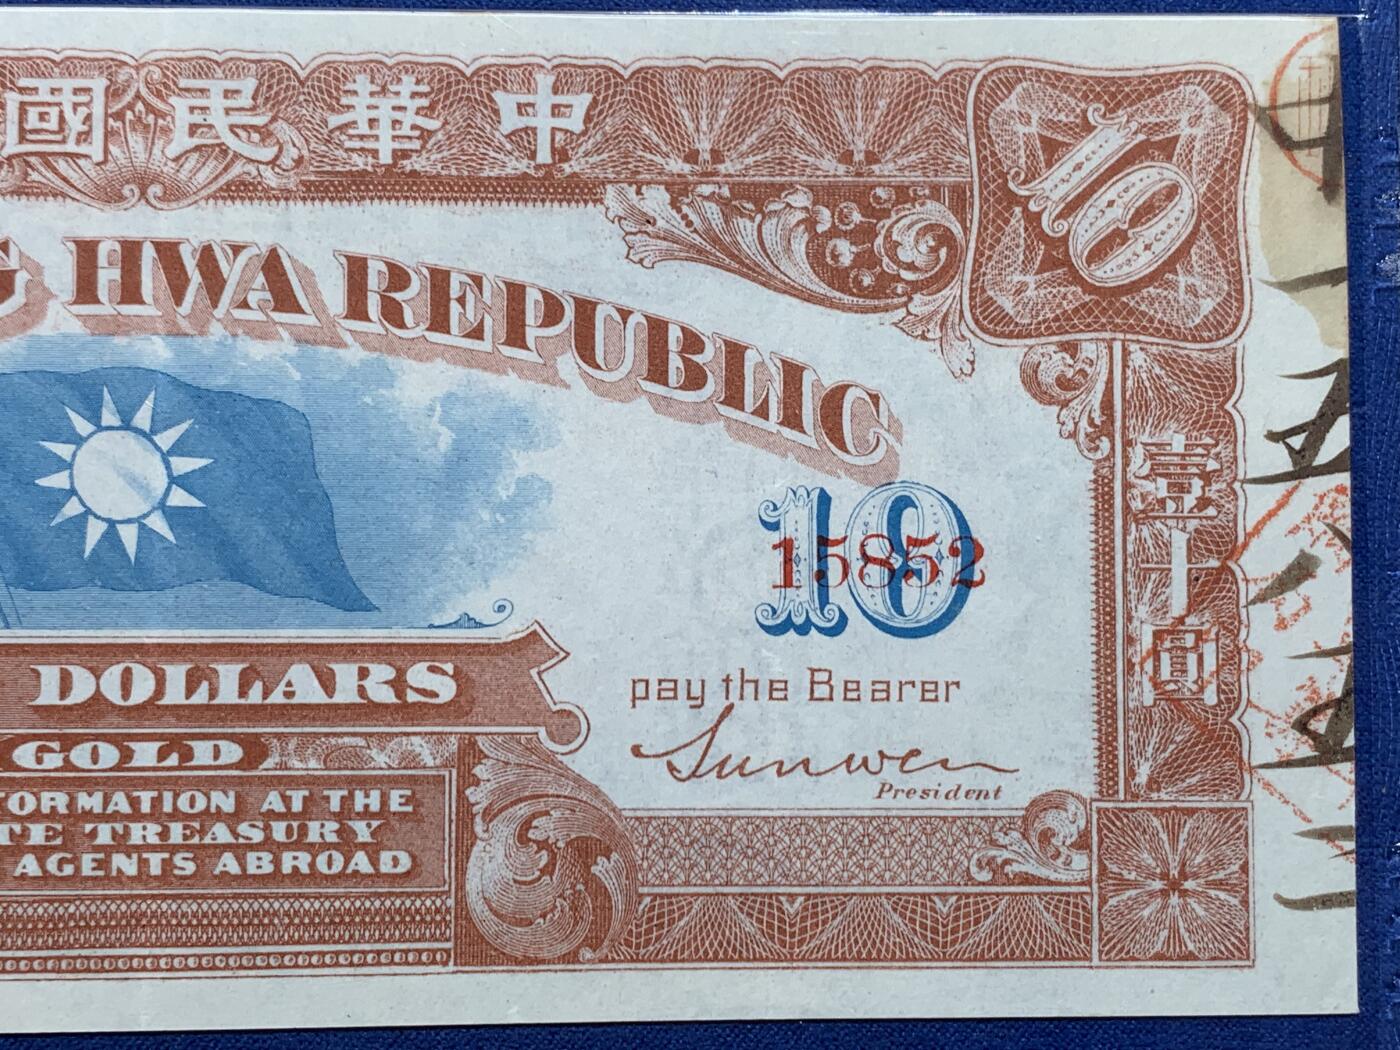 中華民國
10
HWA REPUBLIC
壹十圓
10
15852
DOLLARS
pay the Bearer
GOLD
Sunwen
President
FORMATION AT THE
TE TREASURY
AGENTS ABROAD